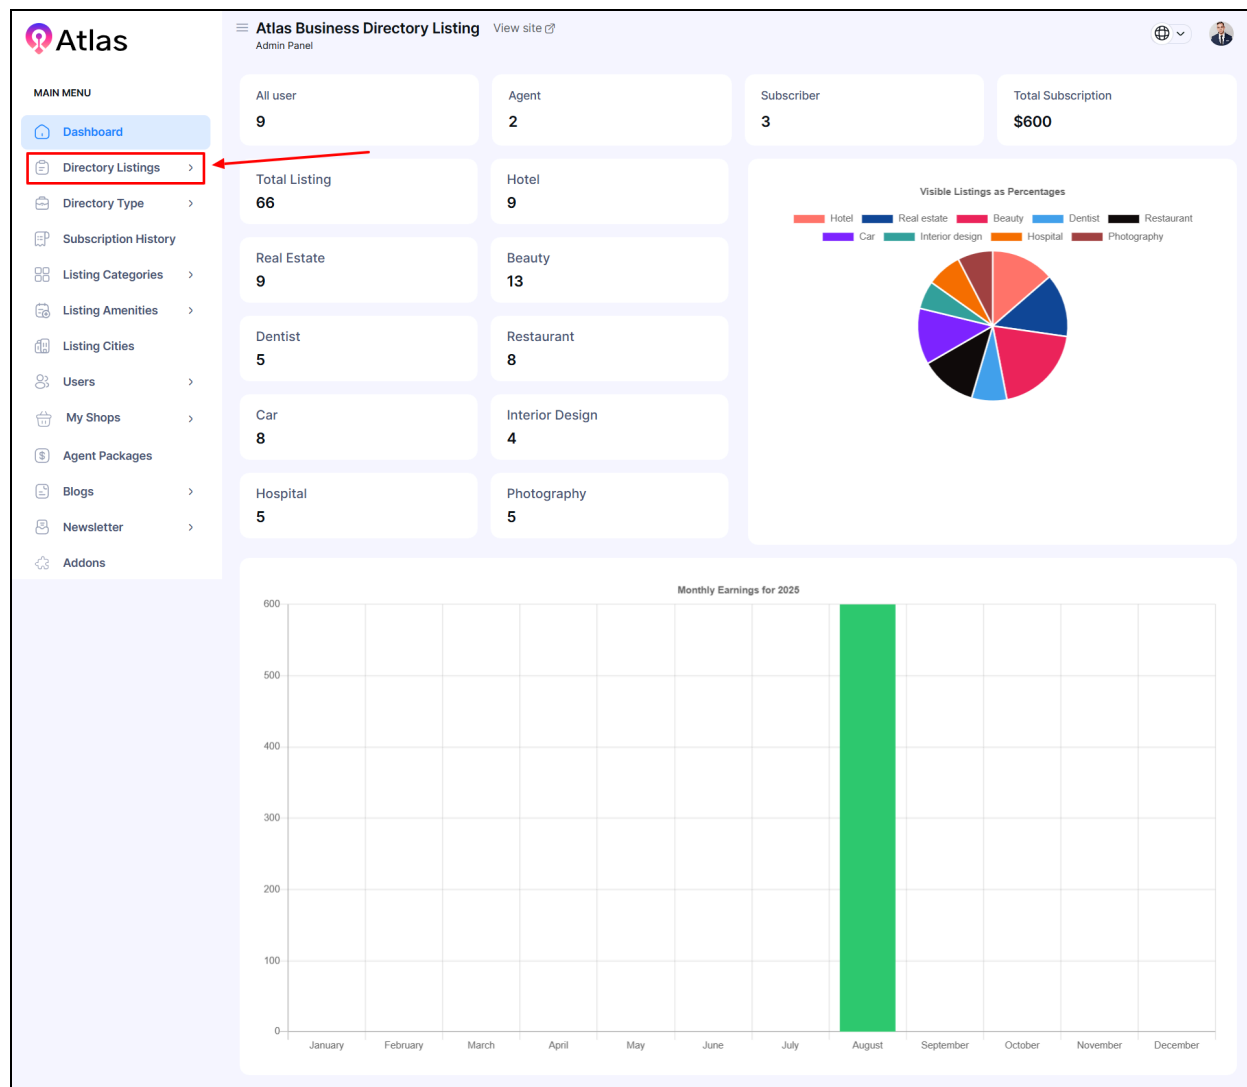 Atlas
MAIN MENU
Dashboard
Directory Listings
Directory Type
Subscription History
Listing Categories
Listing Amenities
Listing Cities
Users
My Shops
Agent Packages
Blogs
Newsletter
Addons
Atlas Business Directory Listing View site
Admin Panel
All user
9
Agent
2
Subscriber
3
Total Subscription
$600
Total Listing
66
Hotel
9
Real Estate
9
Beauty
13
Dentist
5
Restaurant
8
Car
8
Interior Design
4
Hospital
5
Photography
5
Visible Listings as Percentages
Hotel Real estate Beauty Dentist Restaurant
Car Interior design Hospital Photography
Monthly Earnings for 2025
600
500
400
300
200
100
0
January February March April May June July August September October November December